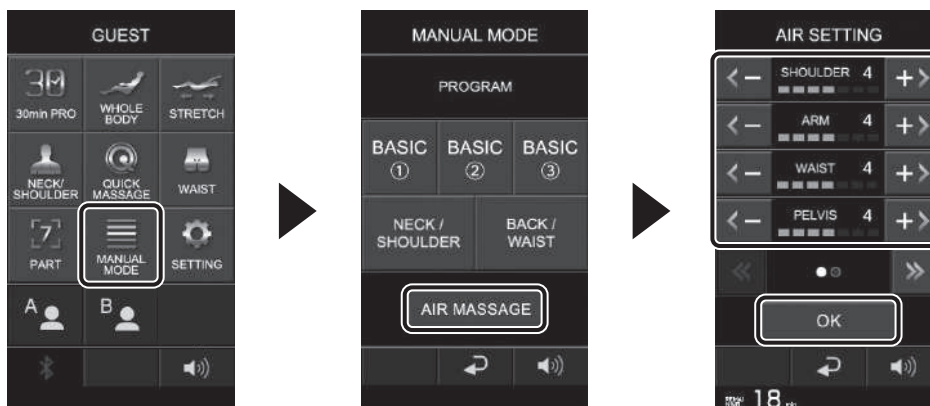 GUEST
30
30min PRO
WHOLE
BODY
STRETCH
NECK/
SHOULDER
QUICK
MASSAGE
WAIST
7
PART
MANUAL
MODE
SETTING
A
B
MANUAL MODE
PROGRAM
BASIC
①
BASIC
②
BASIC
③
NECK /
SHOULDER
BACK /
WAIST
AIR MASSAGE
AIR SETTING
< − SHOULDER 4 + >
< − ARM 4 + >
< − WAIST 4 + >
< − PELVIS 4 + >
« »
OK
18